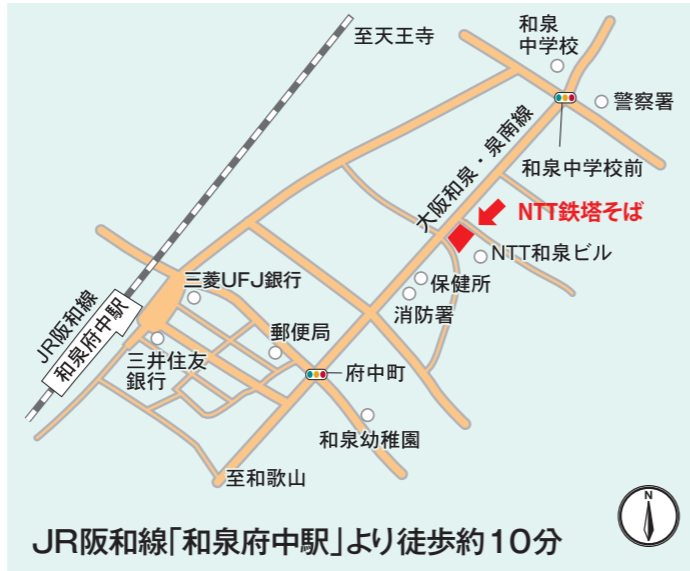 至天王寺
和泉
中学校
警察署
和泉中学校前
大阪和泉・泉南線
NTT鉄塔そば
NTT和泉ビル
保健所
消防署
三菱UFJ銀行
JR阪和線
和泉府中駅
郵便局
三井住友
銀行
府中町
和泉幼稚園
至和歌山
N
JR阪和線「和泉府中駅」より徒歩約10分